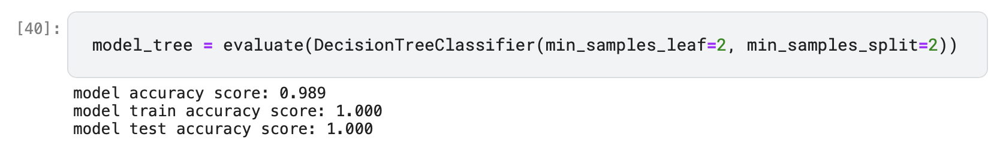 [40]:
model_tree = evaluate(DecisionTreeClassifier(min_samples_leaf=2, min_samples_split=2))
model accuracy score: 0.989
model train accuracy score: 1.000
model test accuracy score: 1.000